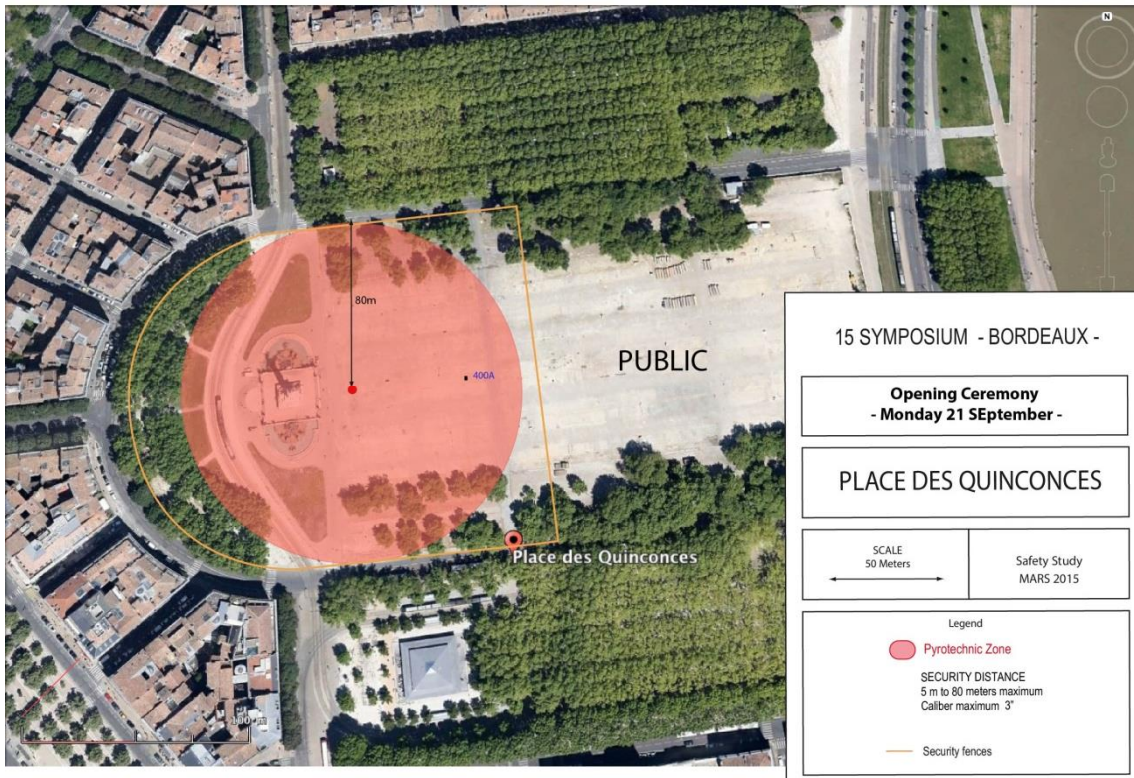 N
80m
400A
PUBLIC
Place des Quinconces
100 m
15 SYMPOSIUM - BORDEAUX -
Opening Ceremony
- Monday 21 SEptember -
PLACE DES QUINCONCES
SCALE
50 Meters
Safety Study
MARS 2015
Legend
Pyrotechnic Zone
SECURITY DISTANCE
5 m to 80 meters maximum
Caliber maximum 3"
Security fences